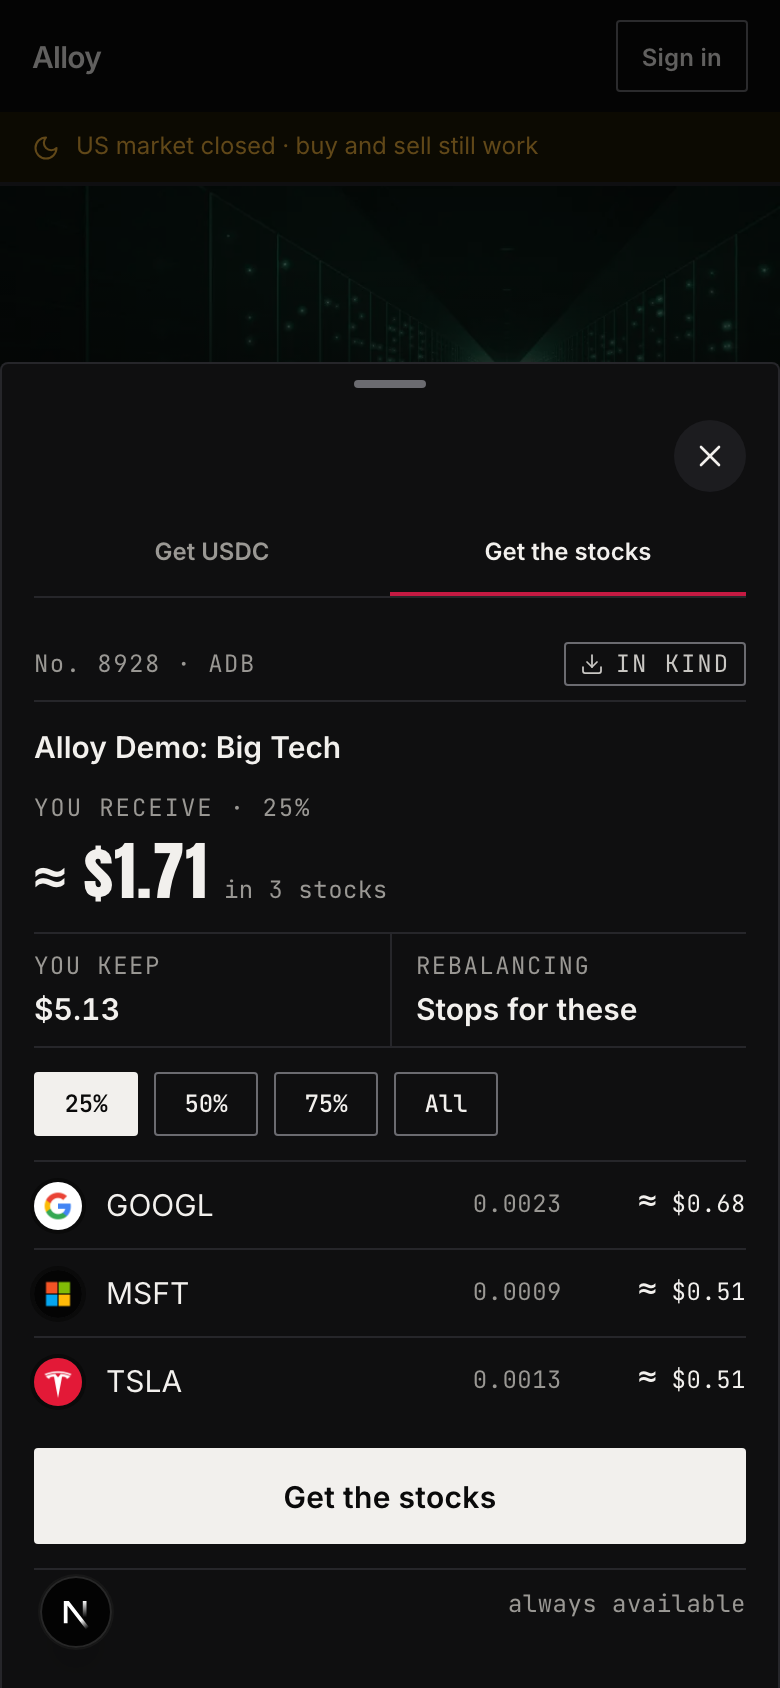 Alloy
Sign in
US market closed · buy and sell still work
Get USDC
Get the stocks
No. 8928 · ADB
IN KIND
Alloy Demo: Big Tech
YOU RECEIVE · 25%
≈ $1.71 in 3 stocks
YOU KEEP
$5.13
REBALANCING
Stops for these
25%
50%
75%
All
GOOGL 0.0023 ≈ $0.68
MSFT 0.0009 ≈ $0.51
TSLA 0.0013 ≈ $0.51
Get the stocks
N
always available